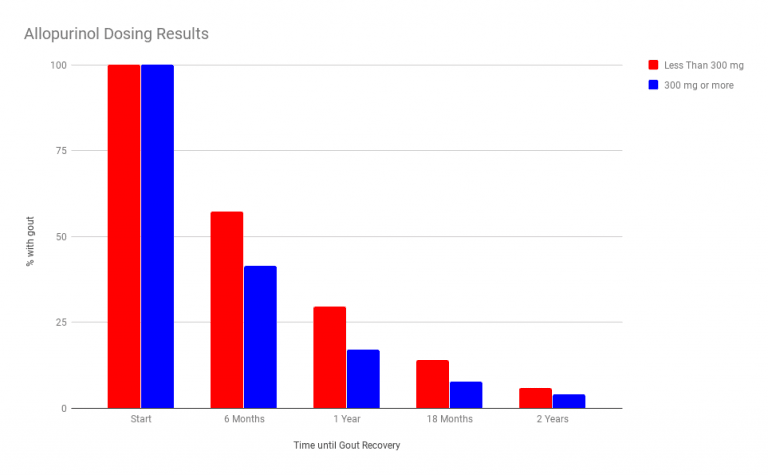 Allopurinol Dosing Results
Less Than 300 mg
300 mg or more
100
75
50
25
0
% with gout
Start
6 Months
1 Year
18 Months
2 Years
Time until Gout Recovery